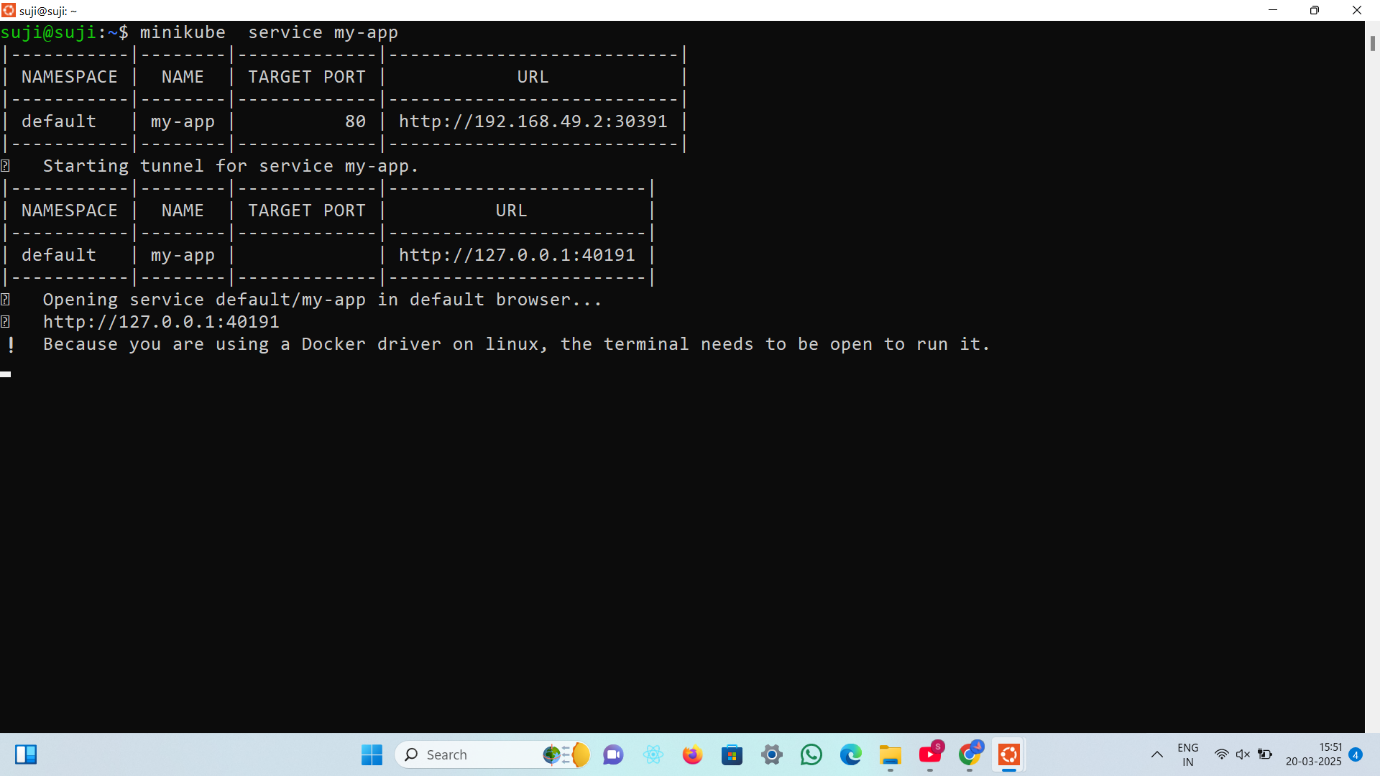 suji@suji: ~
suji@suji:~$ minikube  service my-app
|-----------|--------|-------------|---------------------------|
| NAMESPACE |  NAME  | TARGET PORT |            URL            |
|-----------|--------|-------------|---------------------------|
| default   | my-app |          80 | http://192.168.49.2:30391 |
|-----------|--------|-------------|---------------------------|
Starting tunnel for service my-app.
|-----------|--------|-------------|------------------------|
| NAMESPACE |  NAME  | TARGET PORT |          URL           |
|-----------|--------|-------------|------------------------|
| default   | my-app |             | http://127.0.0.1:40191 |
|-----------|--------|-------------|------------------------|
Opening service default/my-app in default browser...
http://127.0.0.1:40191
!   Because you are using a Docker driver on linux, the terminal needs to be open to run it.
Search
S
ENG
IN
15:51
20-03-2025
4